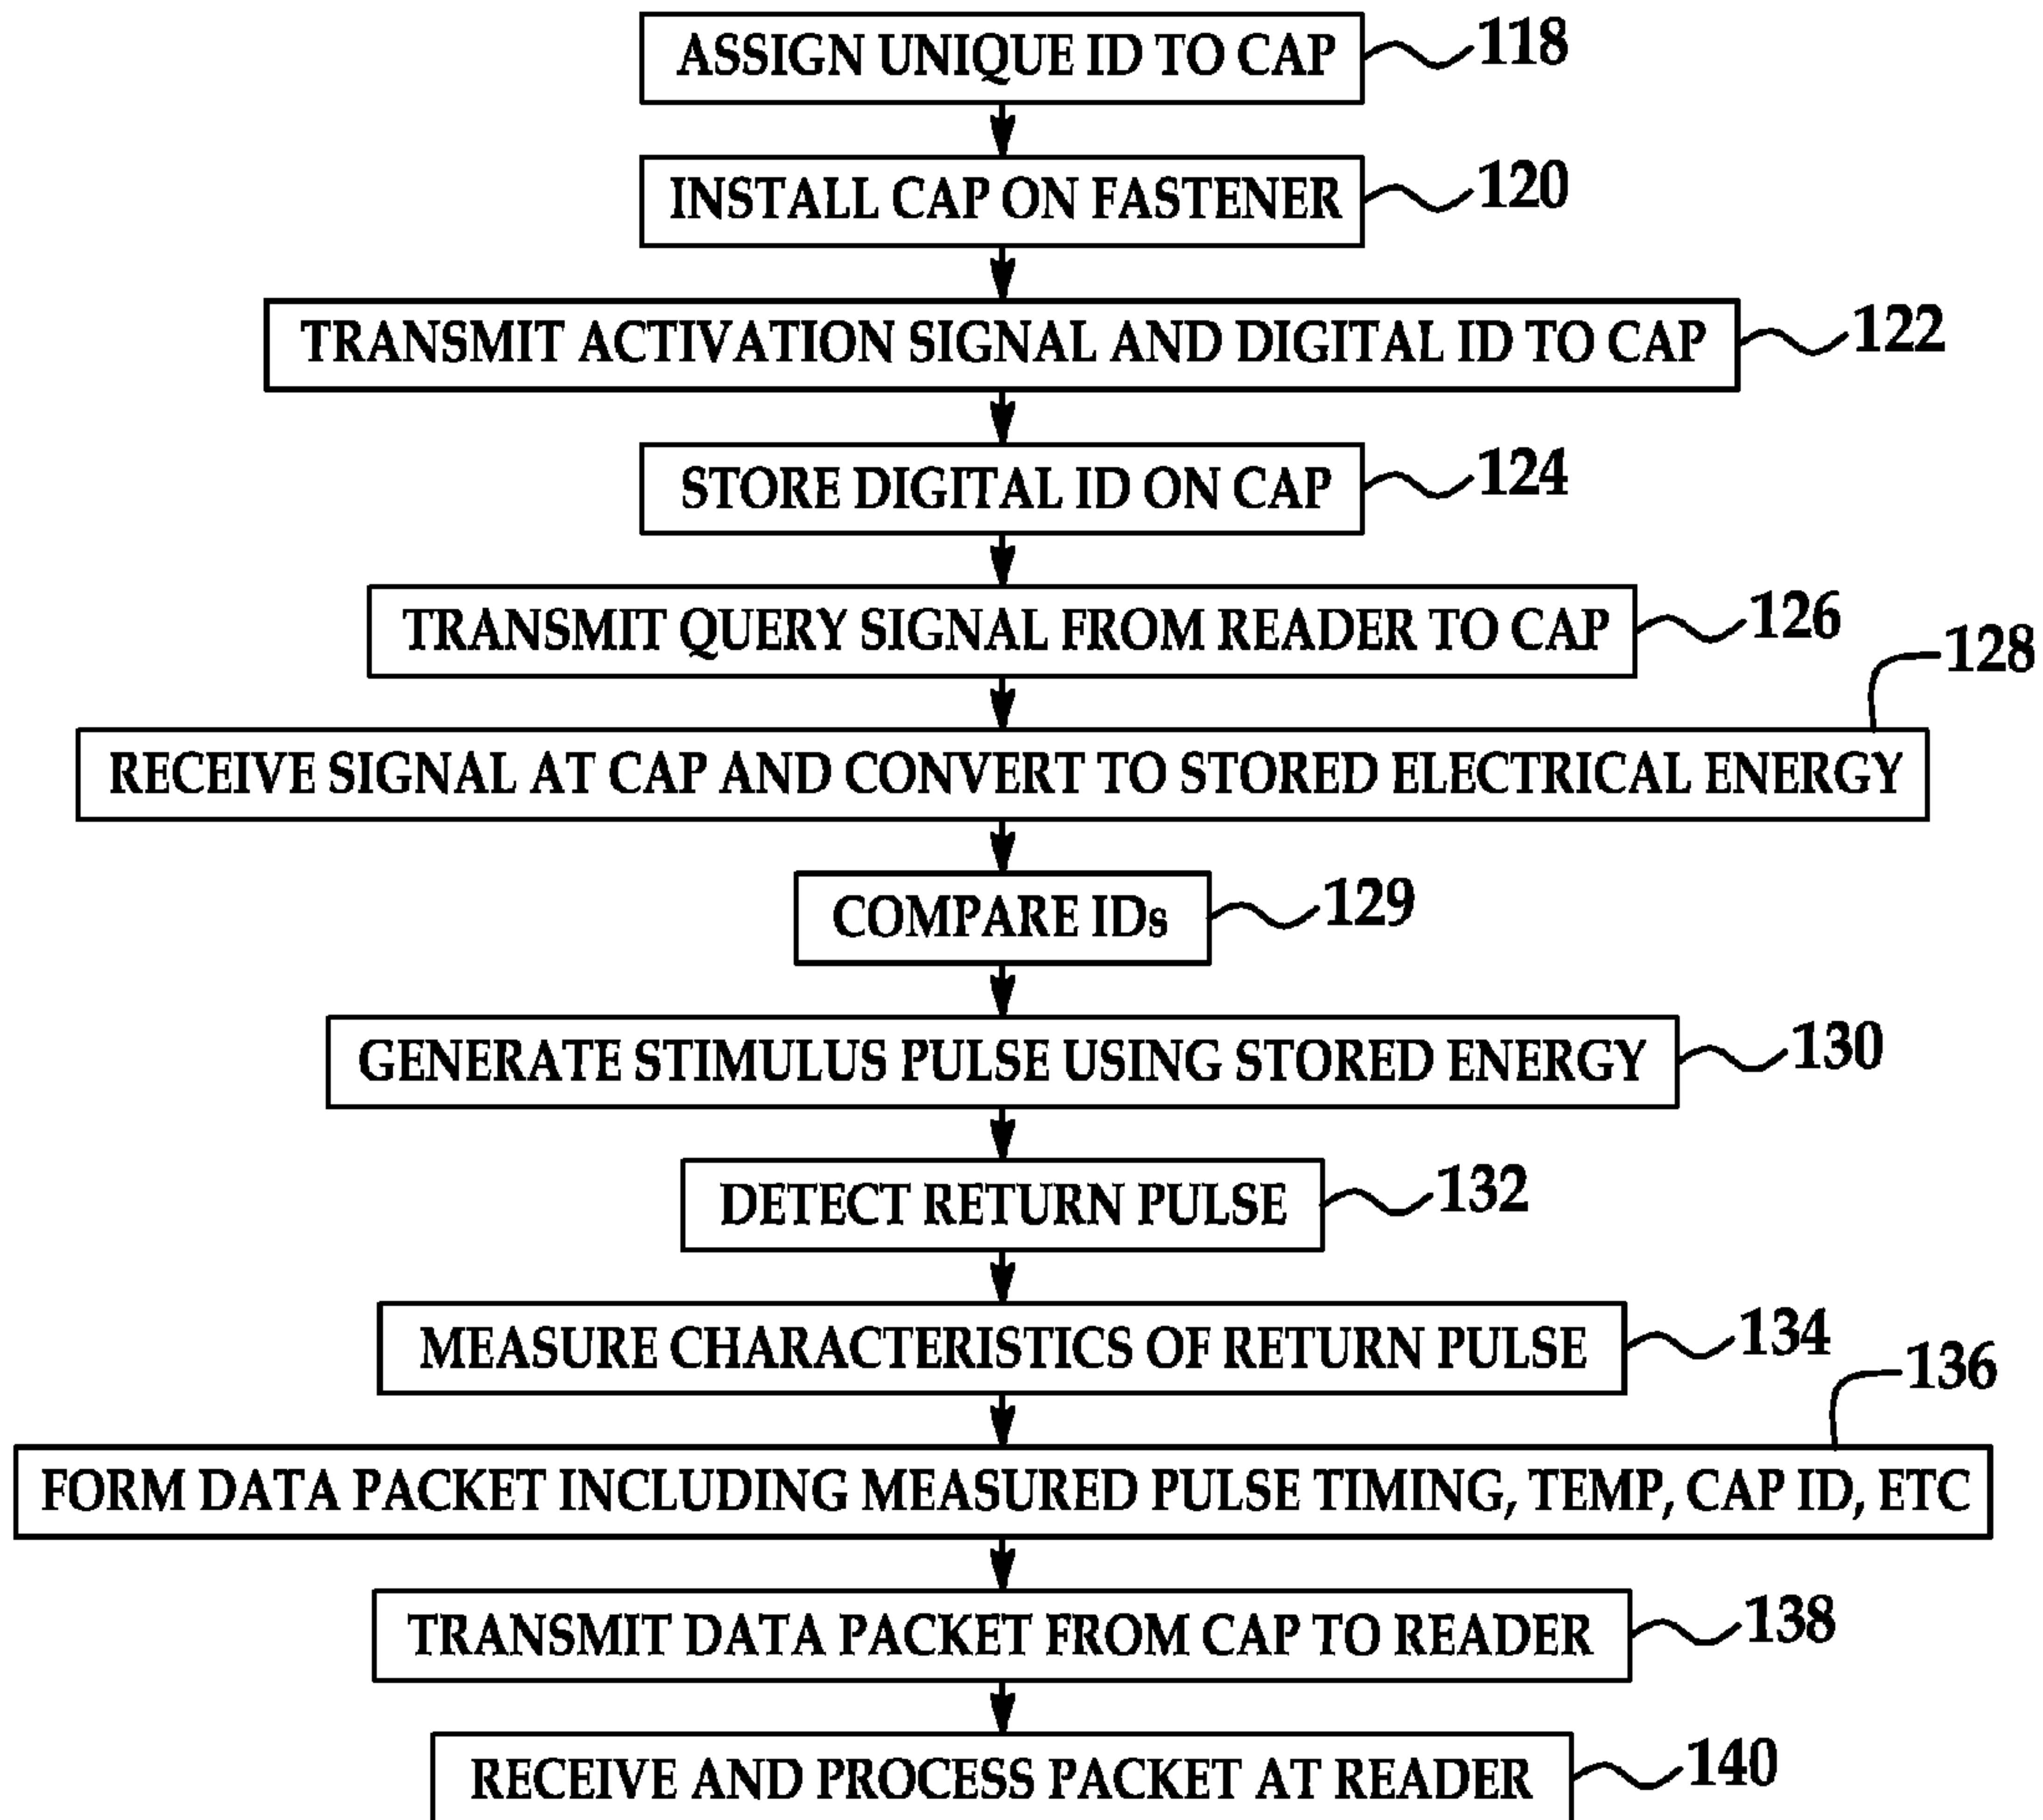 ASSIGN UNIQUE ID TO CAP 118
INSTALL CAP ON FASTENER 120
TRANSMIT ACTIVATION SIGNAL AND DIGITAL ID TO CAP 122
STORE DIGITAL ID ON CAP 124
TRANSMIT QUERY SIGNAL FROM READER TO CAP 126
128
RECEIVE SIGNAL AT CAP AND CONVERT TO STORED ELECTRICAL ENERGY
COMPARE IDs 129
GENERATE STIMULUS PULSE USING STORED ENERGY 130
DETECT RETURN PULSE 132
MEASURE CHARACTERISTICS OF RETURN PULSE 134
136
FORM DATA PACKET INCLUDING MEASURED PULSE TIMING, TEMP, CAP ID, ETC
TRANSMIT DATA PACKET FROM CAP TO READER 138
RECEIVE AND PROCESS PACKET AT READER 140